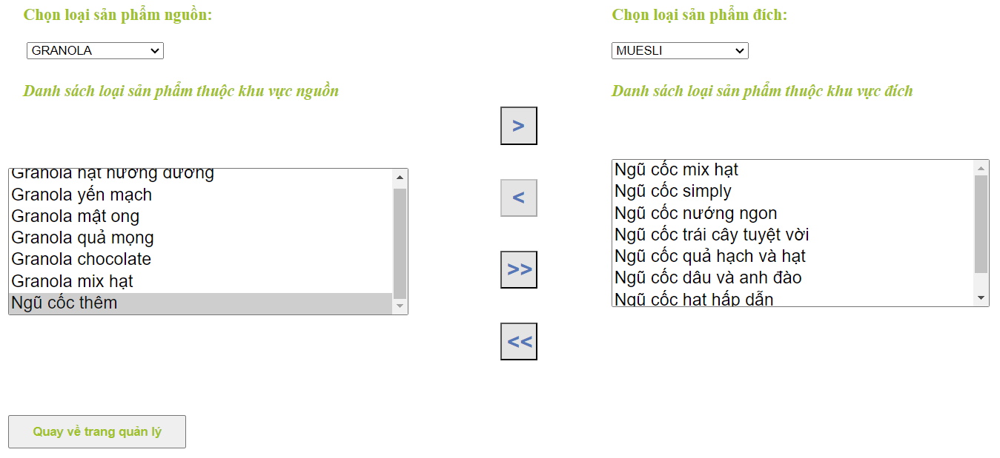 Chọn loại sản phẩm nguồn:
GRANOLA
Danh sách loại sản phẩm thuộc khu vực nguồn
Granola hạt hướng dương
Granola yến mạch
Granola mật ong
Granola quả mọng
Granola chocolate
Granola mix hạt
Ngũ cốc thêm
>
<
>>
<<
Chọn loại sản phẩm đích:
MUESLI
Danh sách loại sản phẩm thuộc khu vực đích
Ngũ cốc mix hạt
Ngũ cốc simply
Ngũ cốc nướng ngon
Ngũ cốc trái cây tuyệt vời
Ngũ cốc quả hạch và hạt
Ngũ cốc dâu và anh đào
Ngũ cốc hạt hấp dẫn
Quay về trang quản lý